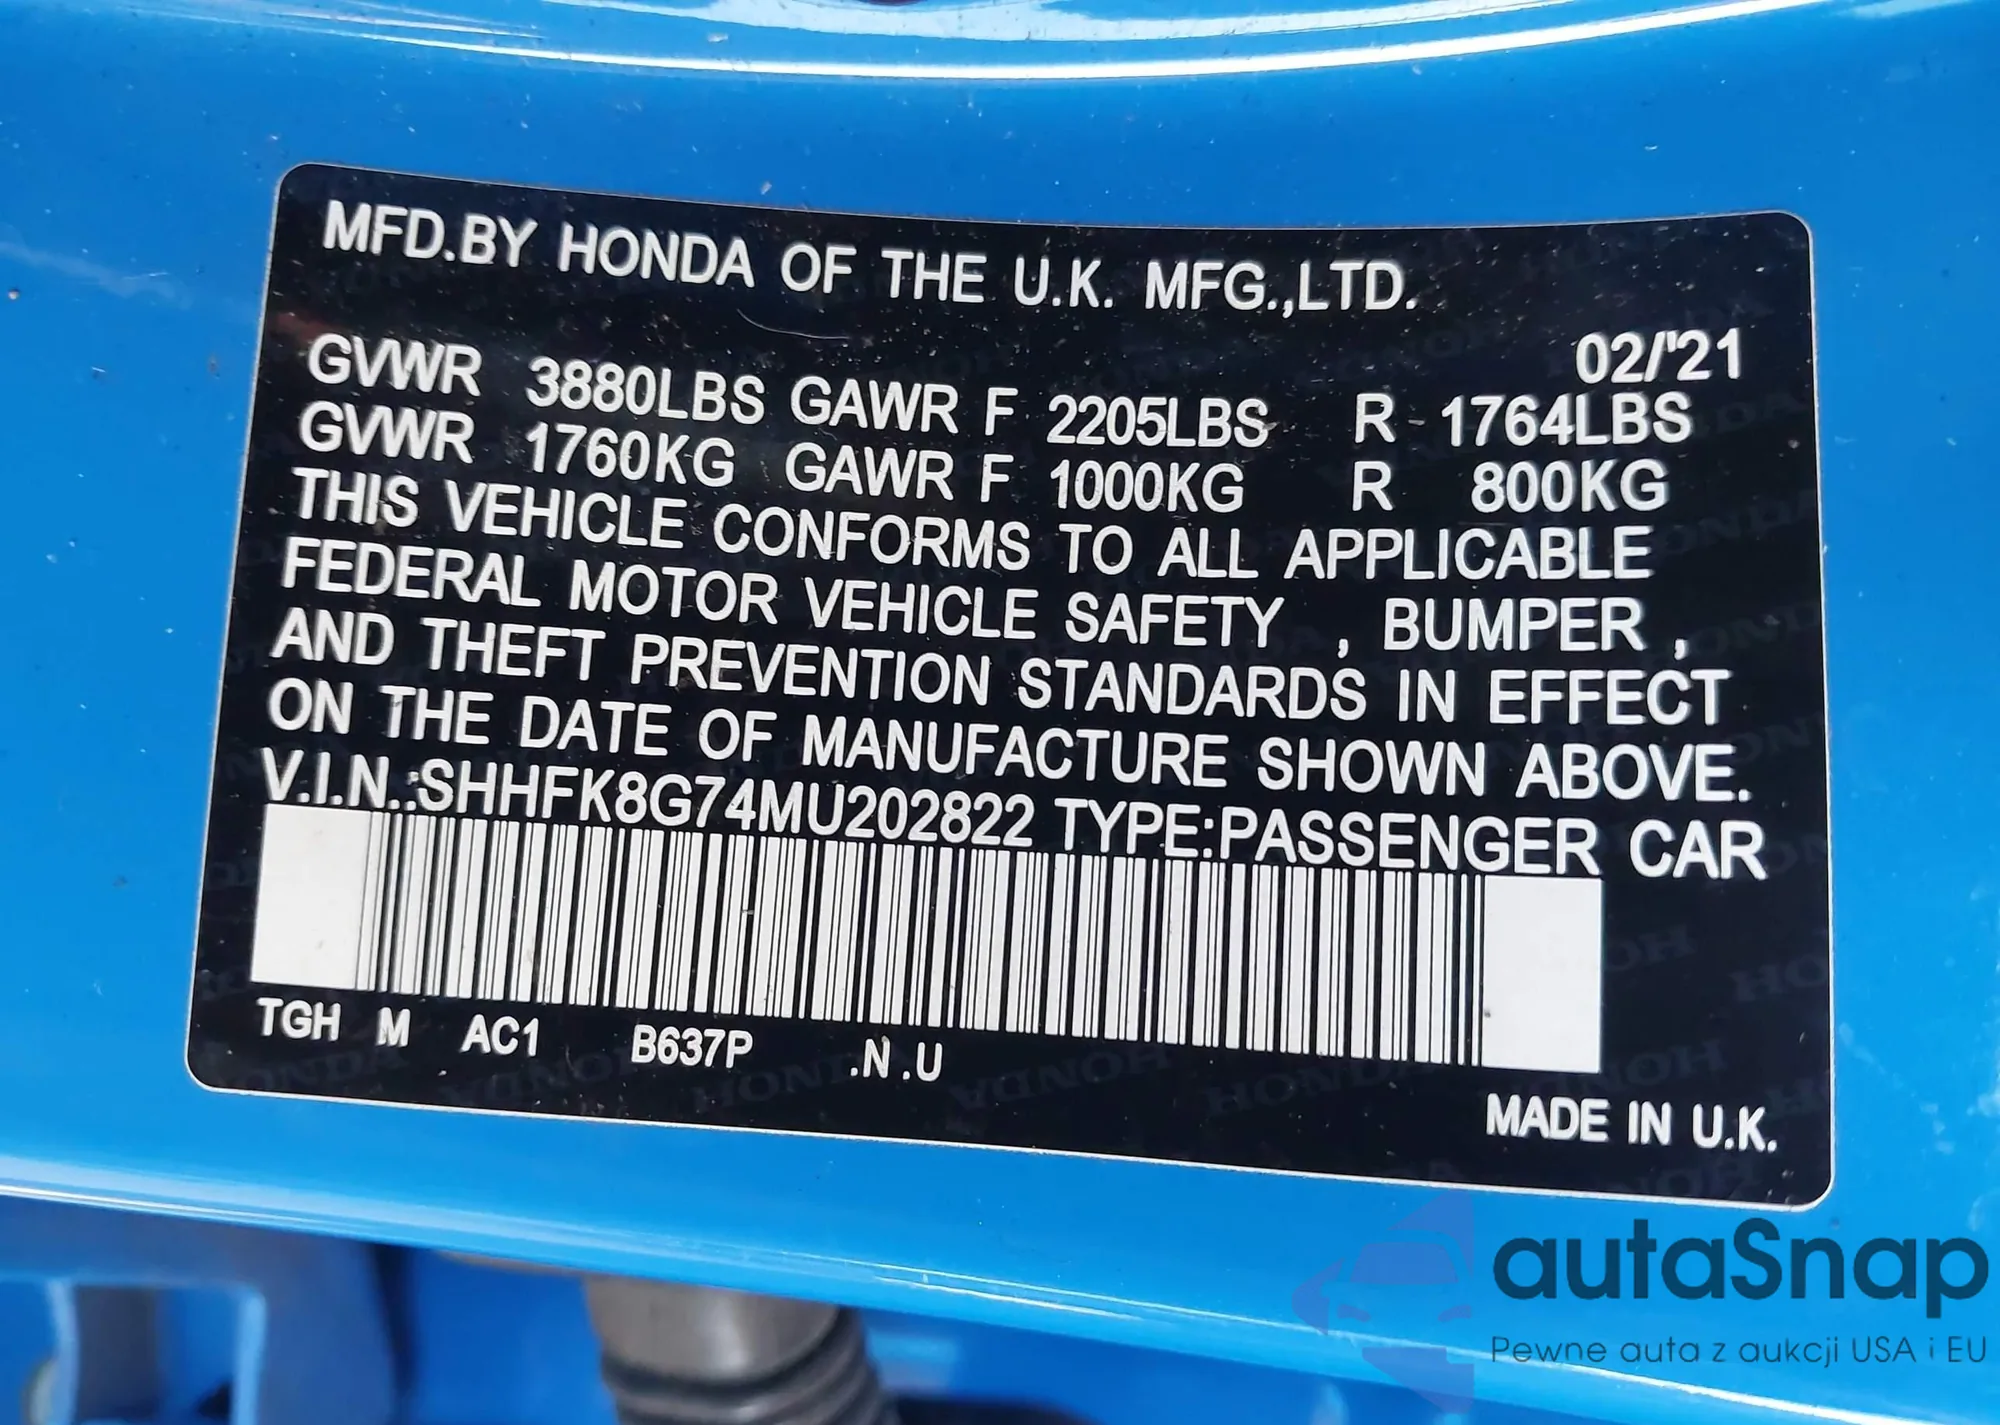 MFD.BY HONDA OF THE U.K. MFG.,LTD.
02/'21
GVWR 3880LBS GAWR F 2205LBS R 1764LBS
GVWR 1760KG GAWR F 1000KG R 800KG
THIS VEHICLE CONFORMS TO ALL APPLICABLE
FEDERAL MOTOR VEHICLE SAFETY , BUMPER ,
AND THEFT PREVENTION STANDARDS IN EFFECT
ON THE DATE OF MANUFACTURE SHOWN ABOVE.
V.I.N.:SHHFK8G74MU202822 TYPE:PASSENGER CAR
TGH M AC1 B637P .N .U
MADE IN U.K.
autaSnap
Pewne auta z aukcji USA i EU